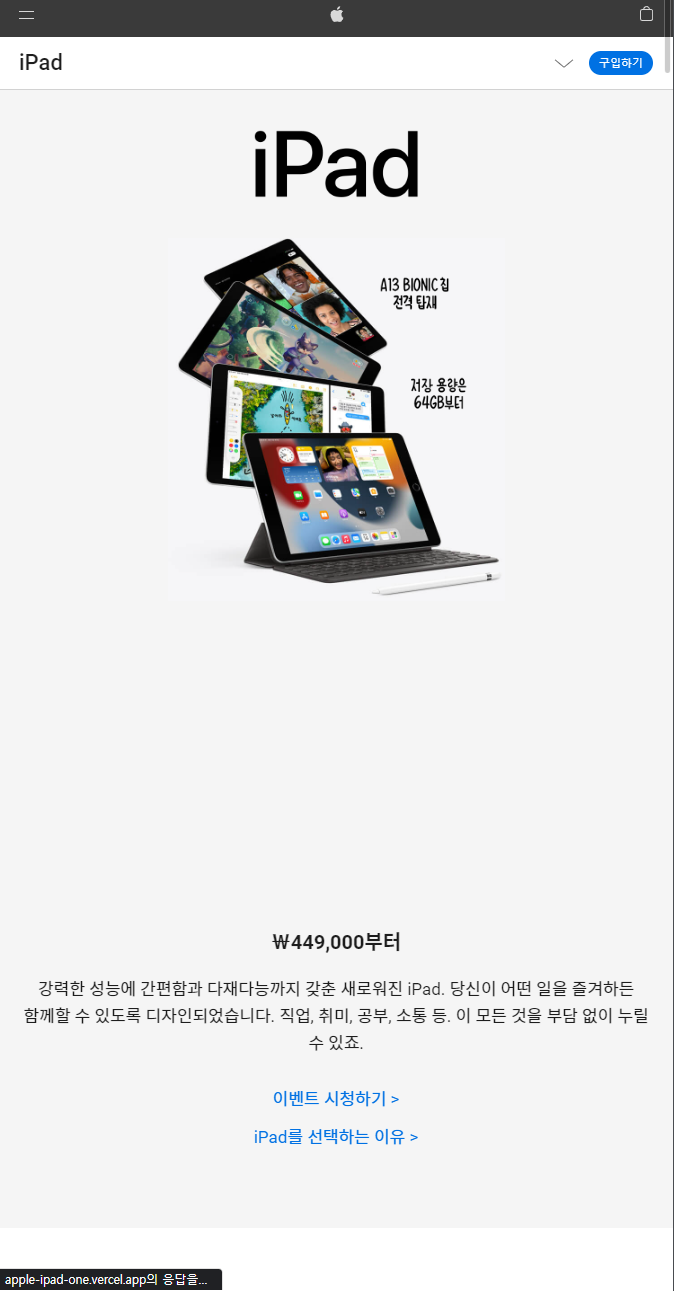 iPad
구입하기
iPad
A13 BIONIC칩
전격 탑재
저장 용량은
64GB부터
₩449,000부터
강력한 성능에 간편함과 다재다능까지 갖춘 새로워진 iPad. 당신이 어떤 일을 즐겨하든
함께할 수 있도록 디자인되었습니다. 직업, 취미, 공부, 소통 등. 이 모든 것을 부담 없이 누릴
수 있죠.
이벤트 시청하기 >
iPad를 선택하는 이유 >
apple-ipad-one.vercel.app의 응답을...